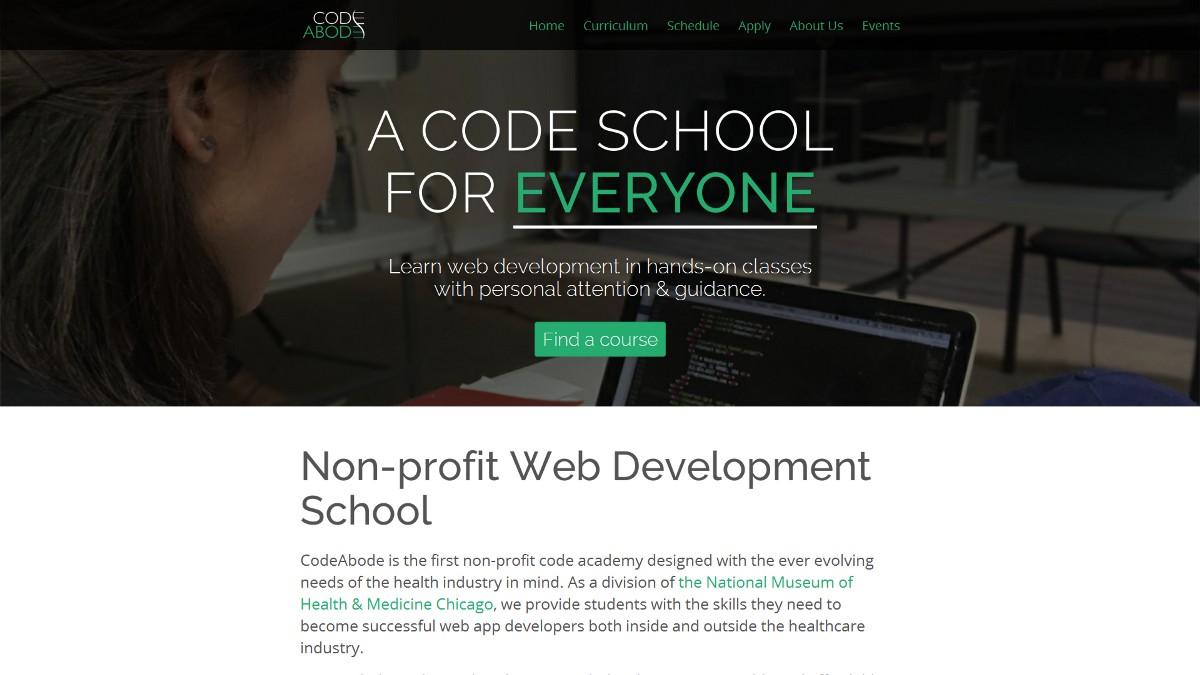 CODE
ABODE
Home Curriculum Schedule Apply About Us Events
A CODE SCHOOL
FOR EVERYONE
Learn web development in hands-on classes
with personal attention & guidance.
Find a course
Non-profit Web Development
School
CodeAbode is the first non-profit code academy designed with the ever evolving
needs of the health industry in mind. As a division of the National Museum of
Health & Medicine Chicago, we provide students with the skills they need to
become successful web app developers both inside and outside the healthcare
industry.